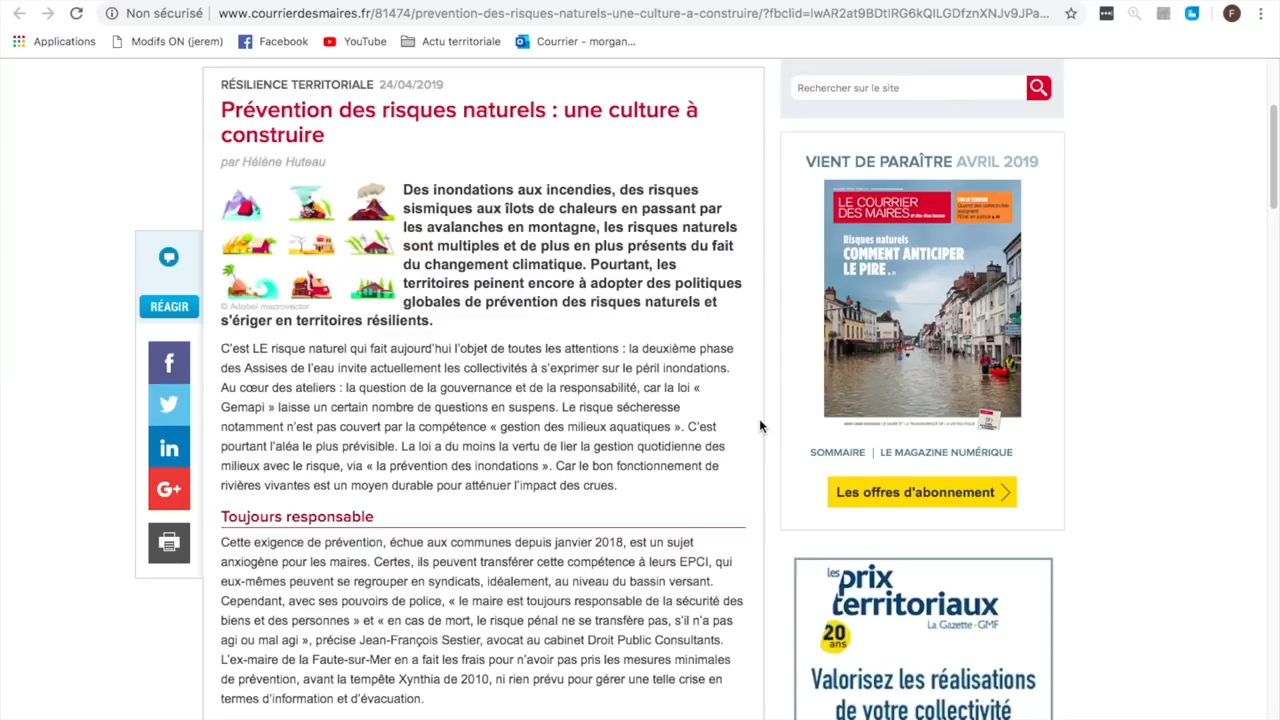 Non sécurisé
www.courrierdesmaires.fr/81474/prevention-des-risques-naturels-une-culture-a-construire/?fbclid=IwAR2at9BDtIRG6kQILGDfznXNJv9JPa...
F
Applications
Modifs ON (jerem)
Facebook
YouTube
Actu territoriale
Courrier - morgan...
RÉSILIENCE TERRITORIALE 24/04/2019
Prévention des risques naturels : une culture à
construire
par Hélène Huteau
Des inondations aux incendies, des risques
sismiques aux îlots de chaleurs en passant par
les avalanches en montagne, les risques naturels
sont multiples et de plus en plus présents du fait
du changement climatique. Pourtant, les
territoires peinent encore à adopter des politiques
globales de prévention des risques naturels et
© Adobe/ macrovector
s'ériger en territoires résilients.
C'est LE risque naturel qui fait aujourd'hui l'objet de toutes les attentions : la deuxième phase
des Assises de l'eau invite actuellement les collectivités à s'exprimer sur le péril inondations.
Au cœur des ateliers : la question de la gouvernance et de la responsabilité, car la loi «
Gemapi » laisse un certain nombre de questions en suspens. Le risque sécheresse
notamment n'est pas couvert par la compétence « gestion des milieux aquatiques ». C'est
pourtant l'aléa le plus prévisible. La loi a du moins la vertu de lier la gestion quotidienne des
milieux avec le risque, via « la prévention des inondations ». Car le bon fonctionnement de
rivières vivantes est un moyen durable pour atténuer l'impact des crues.
Toujours responsable
Cette exigence de prévention, échue aux communes depuis janvier 2018, est un sujet
anxiogène pour les maires. Certes, ils peuvent transférer cette compétence à leurs EPCI, qui
eux-mêmes peuvent se regrouper en syndicats, idéalement, au niveau du bassin versant.
Cependant, avec ses pouvoirs de police, « le maire est toujours responsable de la sécurité des
biens et des personnes » et « en cas de mort, le risque pénal ne se transfère pas, s'il n'a pas
agi ou mal agi », précise Jean-François Sestier, avocat au cabinet Droit Public Consultants.
L'ex-maire de la Faute-sur-Mer en a fait les frais pour n'avoir pas pris les mesures minimales
de prévention, avant la tempête Xynthia de 2010, ni rien prévu pour gérer une telle crise en
termes d'information et d'évacuation.
RÉAGIR
f
in
G+
Rechercher sur le site
VIENT DE PARAÎTRE AVRIL 2019
LE COURRIER
DES MAIRES
SUR LE TERRAIN
Risques naturels
COMMENT ANTICIPER
LE PIRE
SOMMAIRE | LE MAGAZINE NUMÉRIQUE
Les offres d'abonnement
les prix
territoriaux
La Gazette - GMF
20
ans
Valorisez les réalisations
de votre collectivité